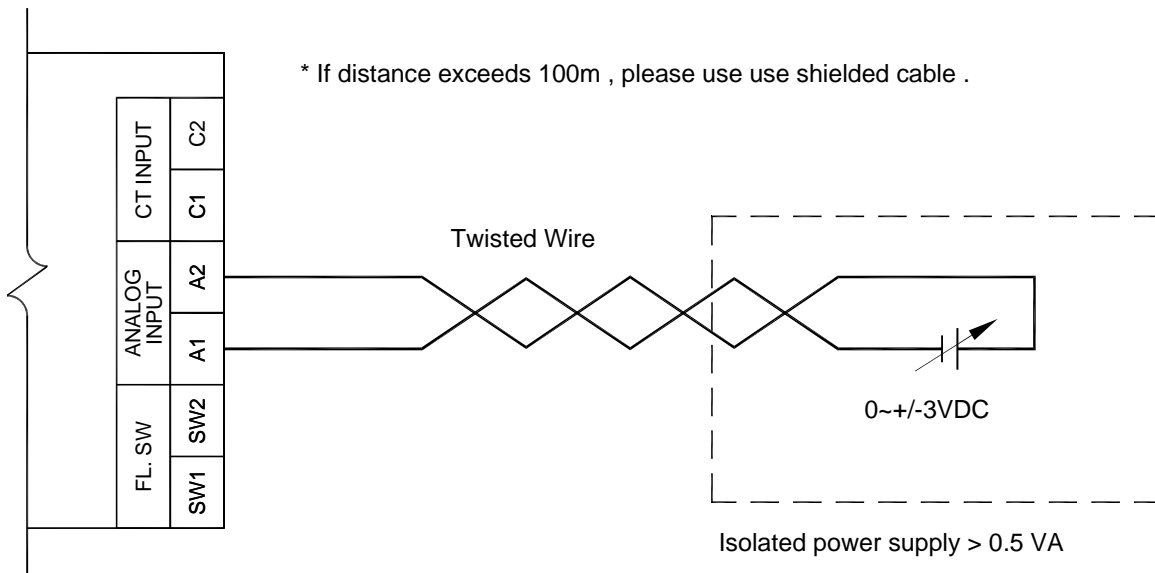 * If distance exceeds 100m , please use use shielded cable .
CT INPUT
C2
C1
Twisted Wire
ANALOG
INPUT
A2
A1
0~+/-3VDC
FL. SW
SW2
SW1
Isolated power supply > 0.5 VA